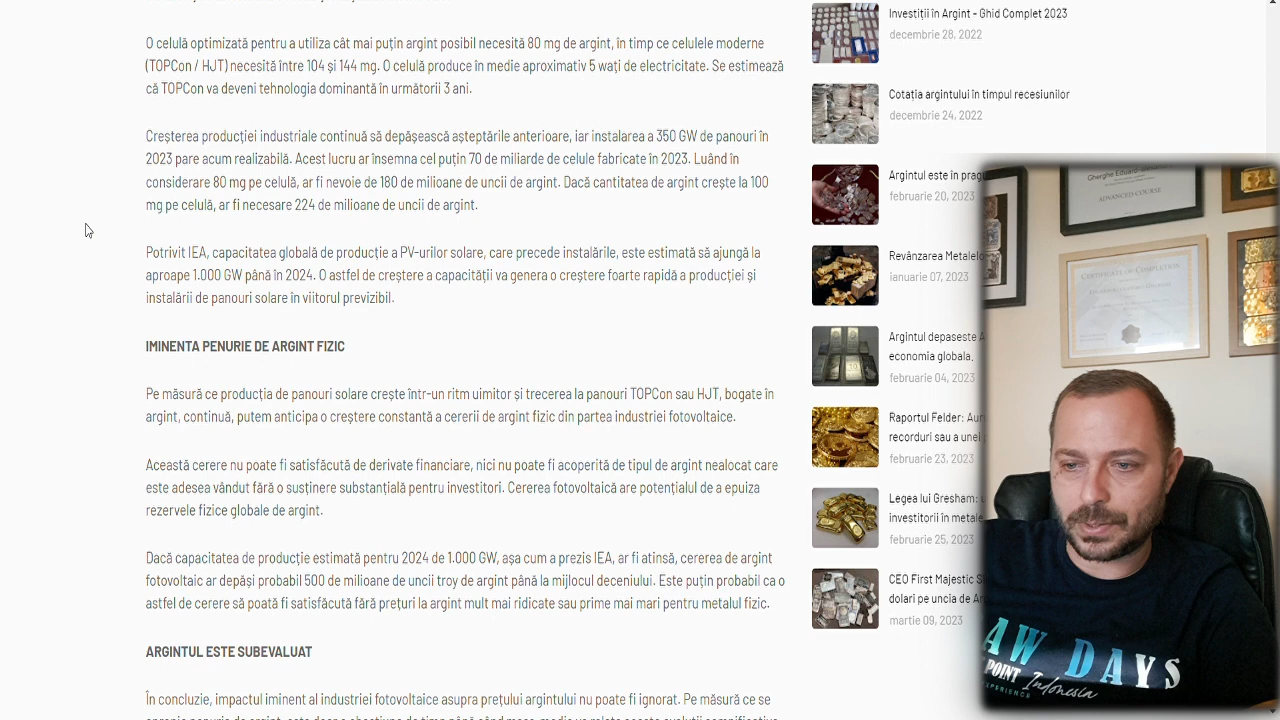 O celulă optimizată pentru a utiliza cât mai puțin argint posibil necesită 80 mg de argint, în timp ce celulele moderne
(TOPCon / HJT) necesită între 104 și 144 mg. O celulă produce în medie aproximativ 5 wați de electricitate. Se estimează
că TOPCon va deveni tehnologia dominantă în următorii 3 ani.
Creșterea producției industriale continuă să depășească așteptările anterioare, iar instalarea a 350 GW de panouri în
2023 pare acum realizabilă. Acest lucru ar însemna cel puțin 70 de miliarde de celule fabricate în 2023. Luând în
considerare 80 mg pe celulă, ar fi nevoie de 180 de milioane de uncii de argint. Dacă cantitatea de argint crește la 100
mg pe celulă, ar fi necesare 224 de milioane de uncii de argint.
Potrivit IEA, capacitatea globală de producție a PV-urilor solare, care precede instalările, este estimată să ajungă la
aproape 1.000 GW până în 2024. O astfel de creștere a capacității va genera o creștere foarte rapidă a producției și
instalării de panouri solare în viitorul previzibil.
IMINENTA PENURIE DE ARGINT FIZIC
Pe măsură ce producția de panouri solare crește într-un ritm uimitor și trecerea la panouri TOPCon sau HJT, bogate în
argint, continuă, putem anticipa o creștere constantă a cererii de argint fizic din partea industriei fotovoltaice.
Această cerere nu poate fi satisfăcută de derivate financiare, nici nu poate fi acoperită de tipul de argint nealocat care
este adesea vândut fără o susținere substanțială pentru investitori. Cererea fotovoltaică are potențialul de a epuiza
rezervele fizice globale de argint.
Dacă capacitatea de producție estimată pentru 2024 de 1.000 GW, așa cum a prezis IEA, ar fi atinsă, cererea de argint
fotovoltaic ar depăși probabil 500 de milioane de uncii troy de argint până la mijlocul deceniului. Este puțin probabil ca o
astfel de cerere să poată fi satisfăcută fără prețuri la argint mult mai ridicate sau prime mai mari pentru metalul fizic.
ARGINTUL ESTE SUBEVALUAT
În concluzie, impactul iminent al industriei fotovoltaice asupra prețului argintului nu poate fi ignorat. Pe măsură ce se
Investiții în Argint - Ghid Complet 2023
decembrie 28, 2022
Cotația argintului în timpul recesiunilor
decembrie 24, 2022
Argintul este în
februarie 20, 2023
Revânzarea
ianuarie 07, 2023
Argintul depaseste
economia globala.
februarie 04, 2023
Raportul Felder:
recorduri sau a unei
februarie 23, 2023
Legea lui Gresham:
investitorii în
februarie 25, 2023
CEO First Majestic
dolari pe uncia de
martie 09, 2023
ADVANCED COURSE
CERTIFICATE OF COMPLETION
AW DAYS
POINT Indonesia